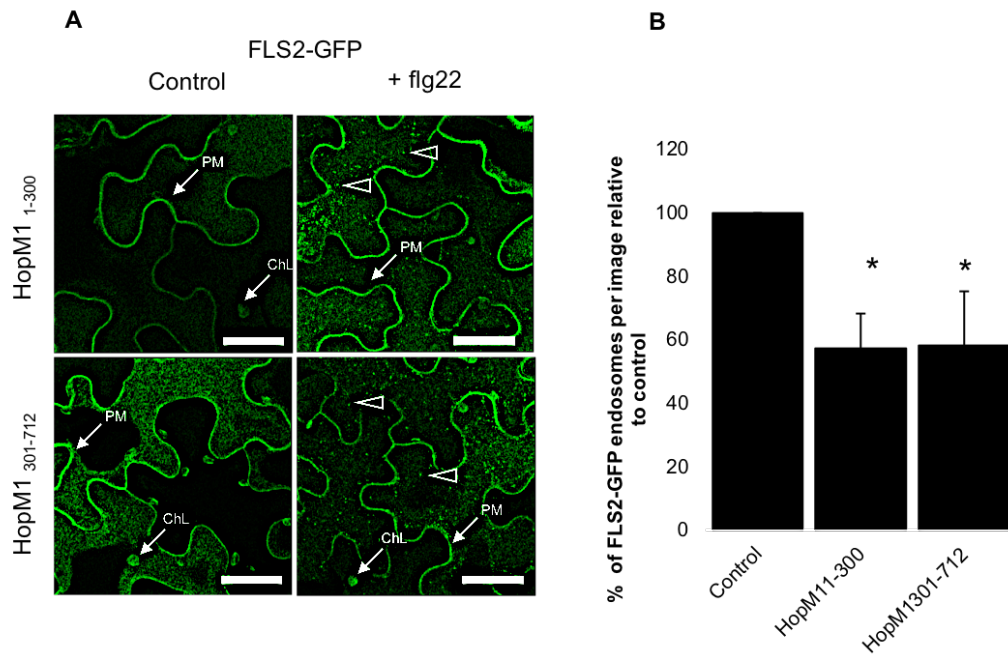 A
FLS2-GFP
Control
+ flg22
HopM1 1-300
PM
ChL
PM
HopM1 301-712
PM
ChL
ChL
PM
B
% of FLS2-GFP endosomes per image relative
to control
120
100
80
60
40
20
0
*
*
Control
HopM11-300
HopM1301-712